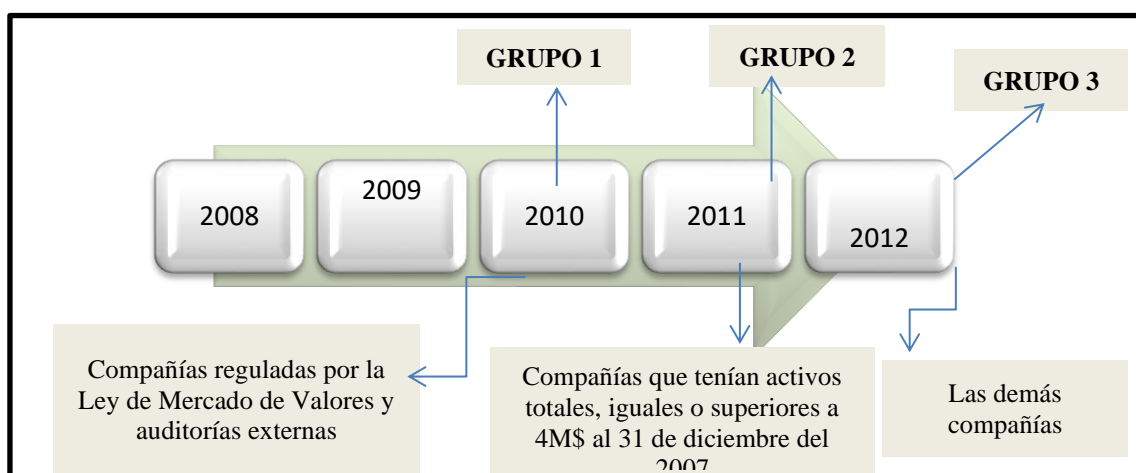 GRUPO 1
GRUPO 2
GRUPO 3
2008
2009
2010
2011
2012
Compañías reguladas por la
Ley de Mercado de Valores y
auditorías externas
Compañías que tenían activos
totales, iguales o superiores a
4M$ al 31 de diciembre del
2007
Las demás
compañías